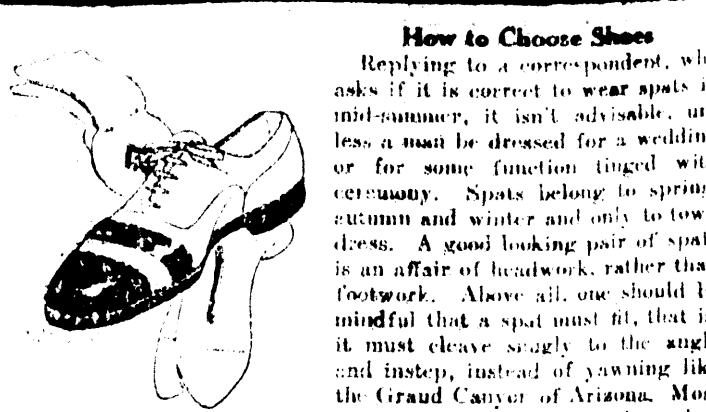 How to Choose Shoes
Replying to a correspondent, wh
asks if it is correct to wear spats i
mid-summer, it isn't advisable, un
less a man be dressed for a weddin
or for some function tinged wit
ceremony. Spats belong to spring
autumn and winter and only to tow
dress. A good looking pair of spat
is an affair of headwork, rather tha
footwork. Above all, one should b
mindful that a spat must fit, that i
it must cleave snugly to the angl
and instep, instead of yawning lik
the Grand Canyor of Arizona. Mor